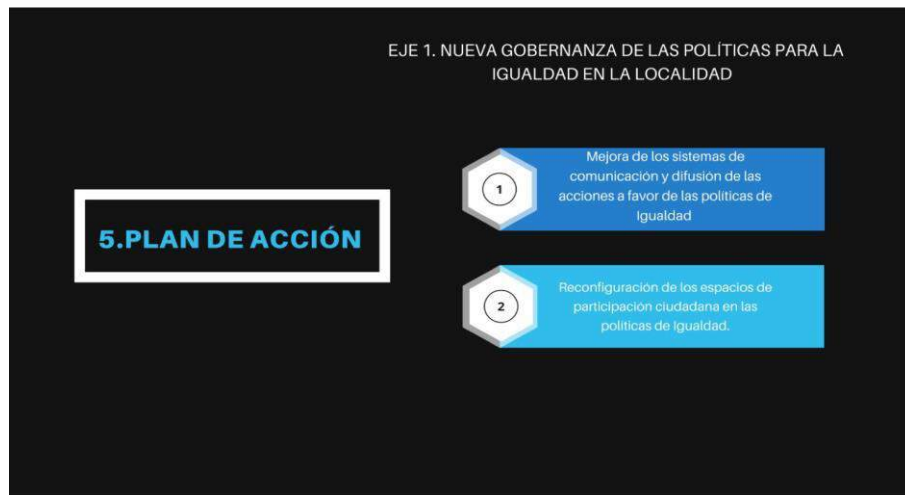 EJE 1. NUEVA GOBERNANZA DE LAS POLÍTICAS PARA LA
IGUALDAD EN LA LOCALIDAD
5.PLAN DE ACCIÓN
1
Mejora de los sistemas de
comunicación y difusión de las
acciones a favor de las políticas de
Igualdad
2
Reconfiguración de los espacios de
participación ciudadana en las
políticas de Igualdad.